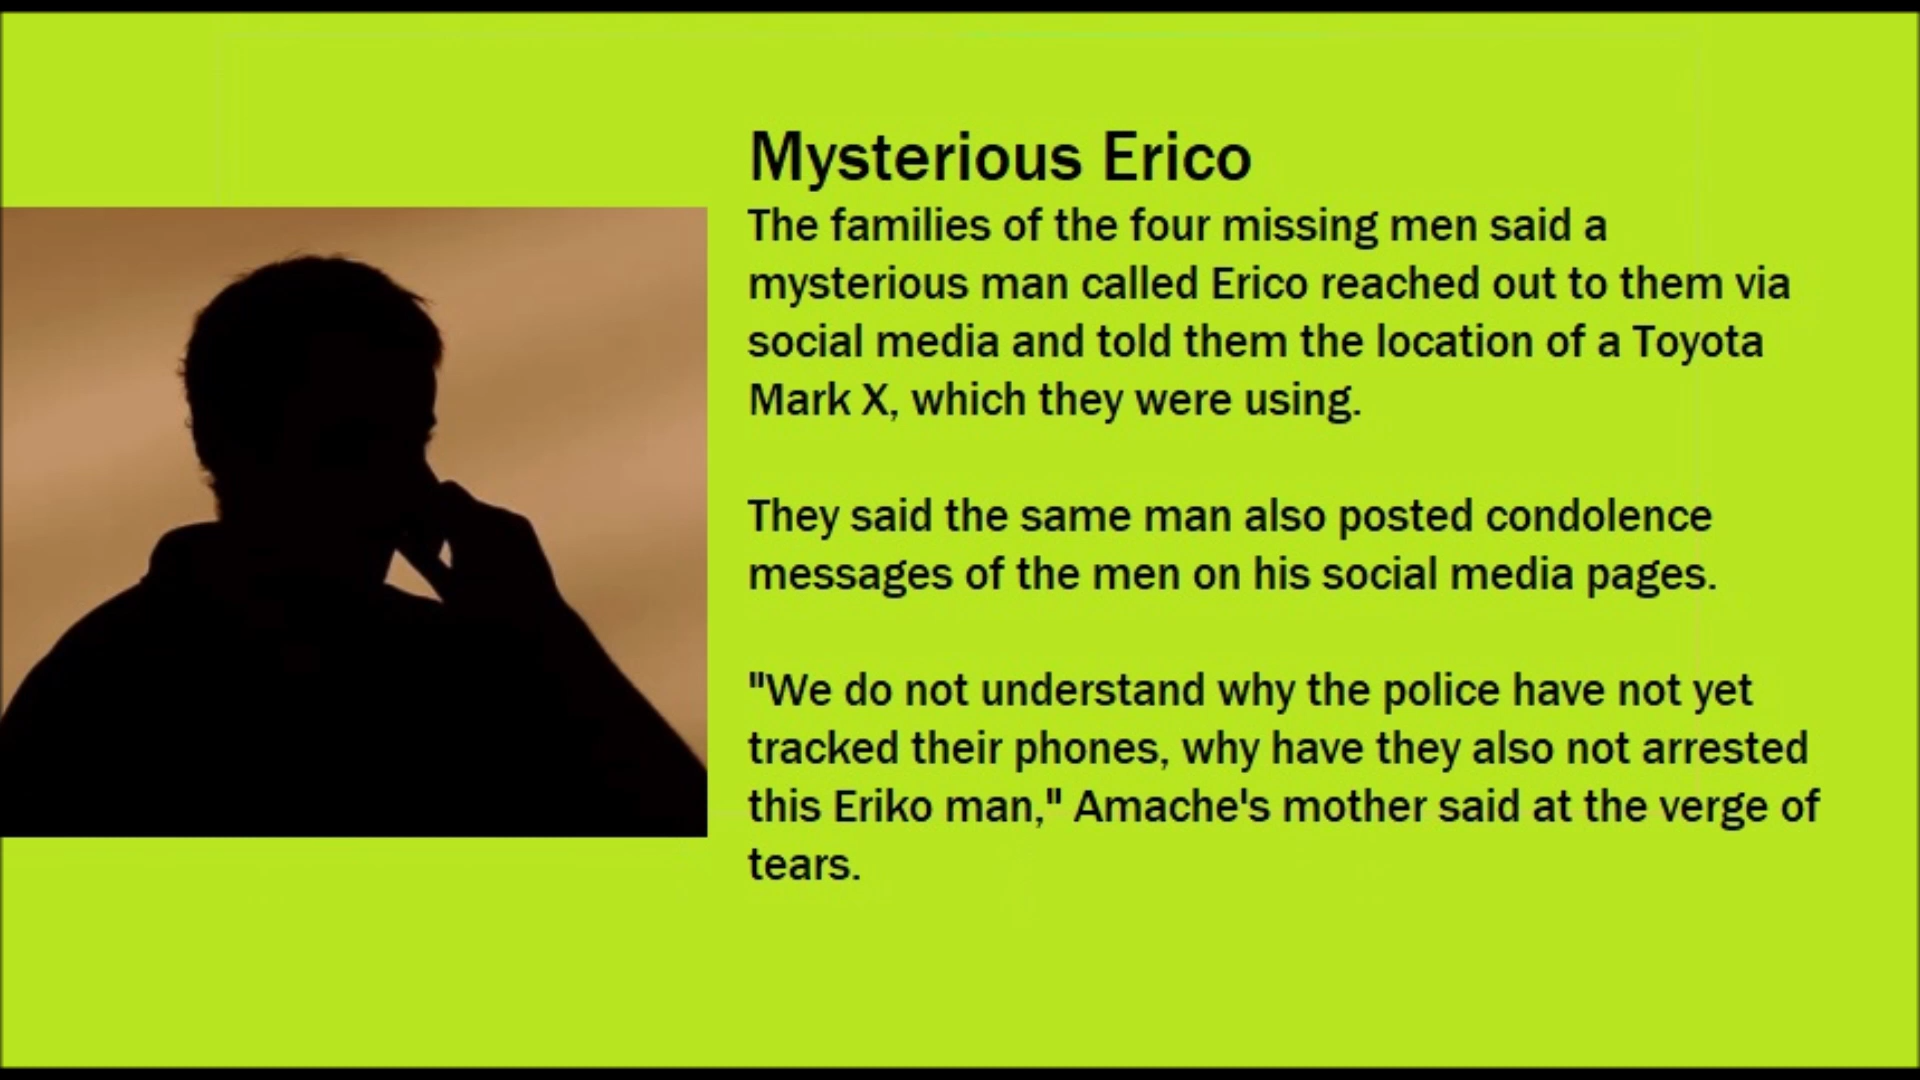 Mysterious Erico
The families of the four missing men said a
mysterious man called Erico reached out to them via
social media and told them the location of a Toyota
Mark X, which they were using.
They said the same man also posted condolence
messages of the men on his social media pages.
"We do not understand why the police have not yet
tracked their phones, why have they also not arrested
this Eriko man," Amache's mother said at the verge of
tears.